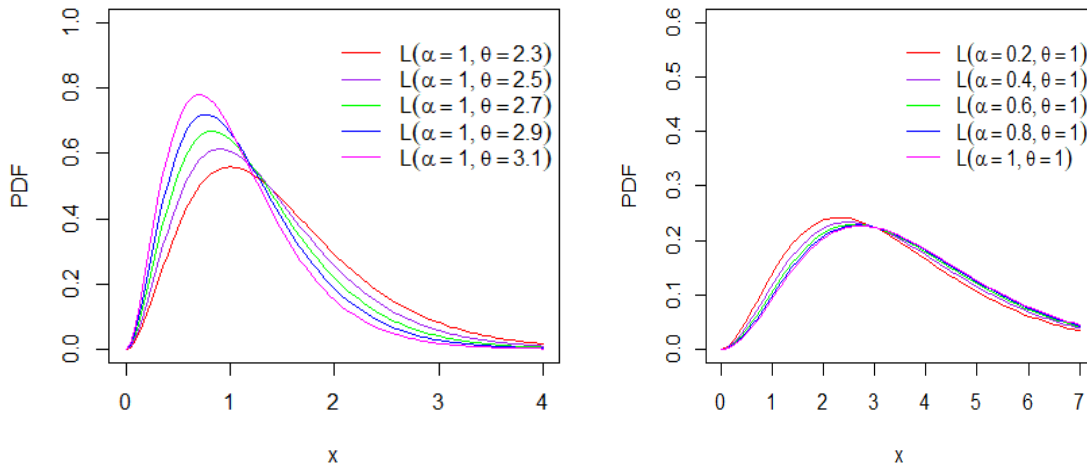 PDF
1.0
0.8
0.6
0.4
0.2
0.0
L(α = 1, θ = 2.3)
L(α = 1, θ = 2.5)
L(α = 1, θ = 2.7)
L(α = 1, θ = 2.9)
L(α = 1, θ = 3.1)
0 1 2 3 4
x
PDF
0.6
0.5
0.4
0.3
0.2
0.1
0.0
L(α = 0.2, θ = 1)
L(α = 0.4, θ = 1)
L(α = 0.6, θ = 1)
L(α = 0.8, θ = 1)
L(α = 1, θ = 1)
0 1 2 3 4 5 6 7
x